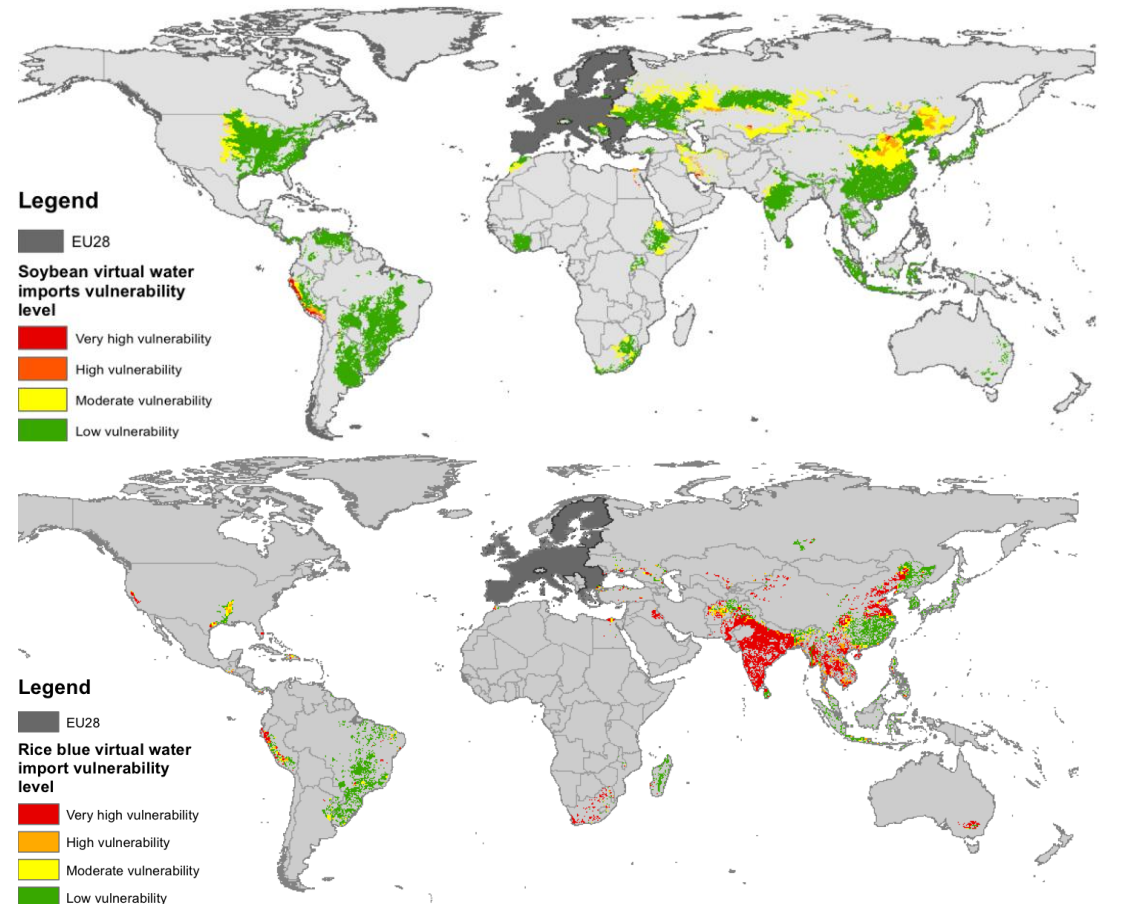 Legend
EU28
Soybean virtual water
imports vulnerability
level
Very high vulnerability
High vulnerability
Moderate vulnerability
Low vulnerability
Legend
EU28
Rice blue virtual water
import vulnerability
level
Very high vulnerability
High vulnerability
Moderate vulnerability
Low vulnerability